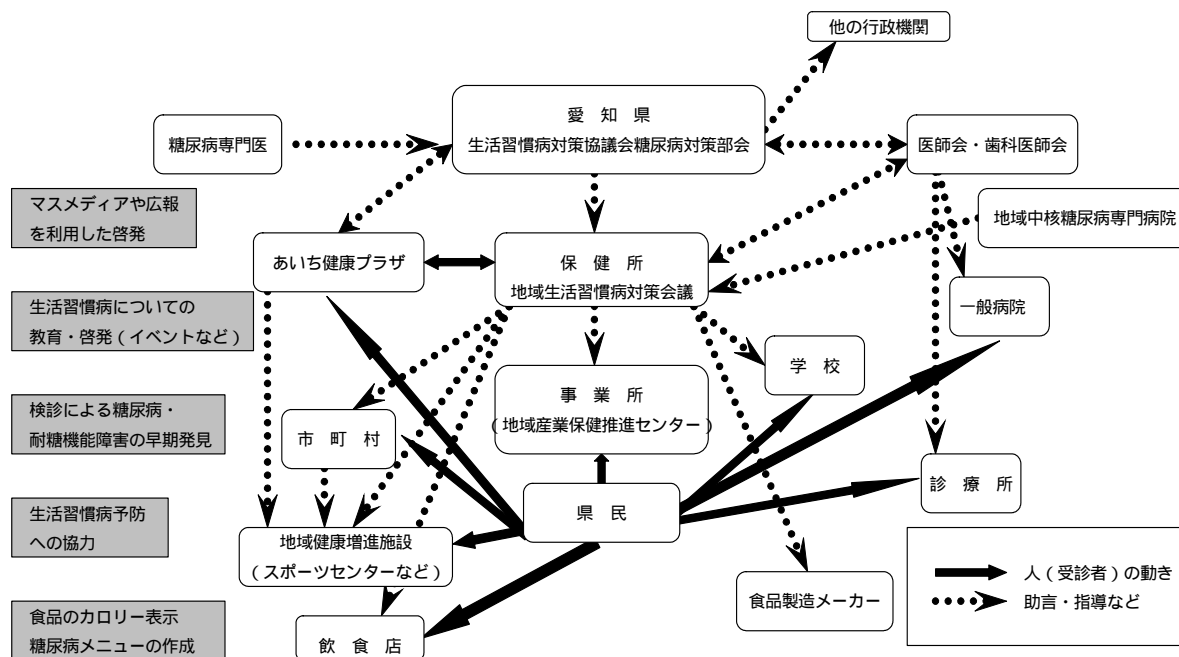 他の行政機関
愛　知　県
生活習慣病対策協議会糖尿病対策部会
糖尿病専門医
医師会・歯科医師会
マスメディアや広報
を利用した啓発
地域中核糖尿病専門病院
あいち健康プラザ
保　健　所
地域生活習慣病対策会議
生活習慣病についての
教育・啓発（イベントなど）
一般病院
学　校
事　業　所
（地域産業保健推進センター）
検診による糖尿病・
耐糖機能障害の早期発見
市　町　村
診　療　所
県　民
生活習慣病予防
への協力
地域健康増進施設
（スポーツセンターなど）
食品製造メーカー
人（受診者）の動き
助言・指導など
食品のカロリー表示
糖尿病メニューの作成
飲　食　店